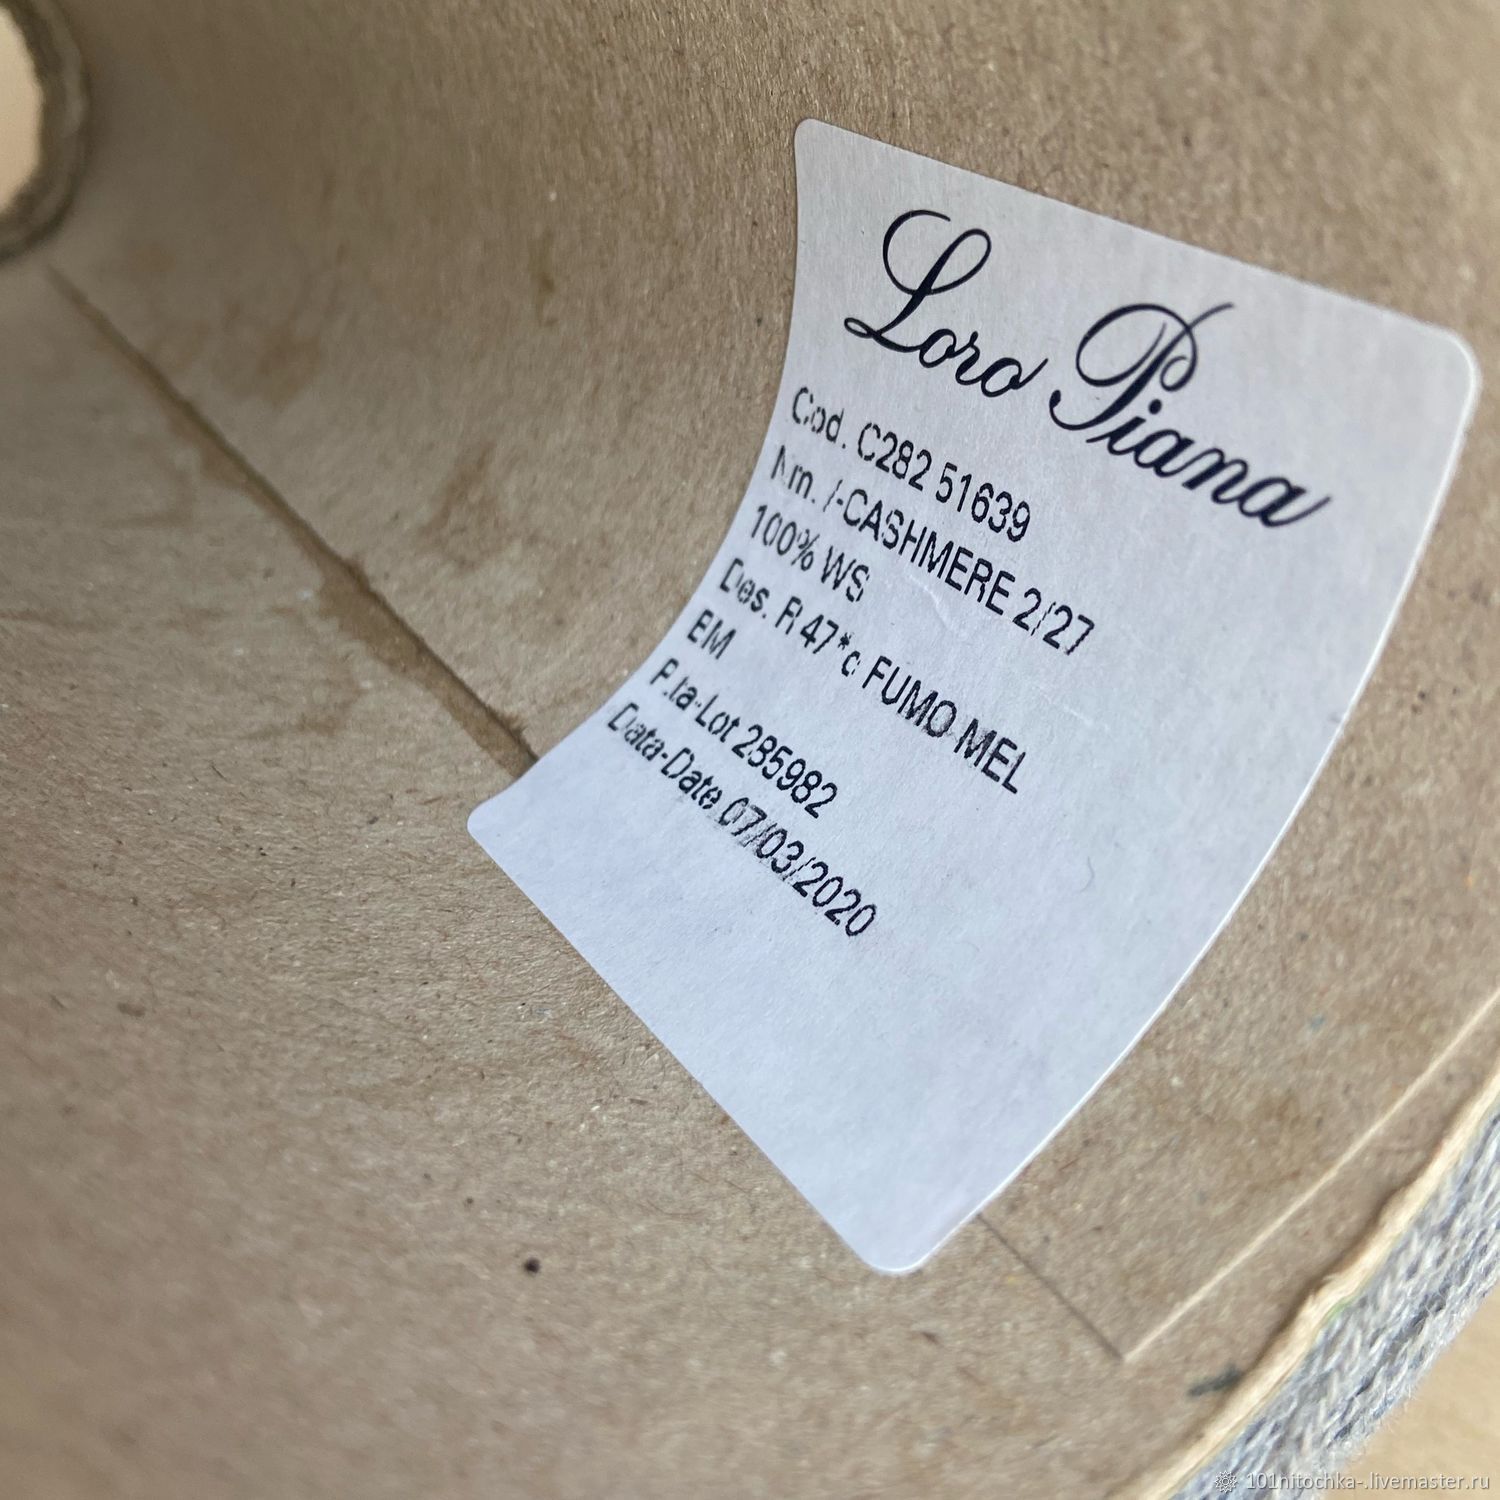 Loro Piana
Cod. C282 51639
Nm. I-CASHMERE 2/27
100% WS
Des. R 47*c FUMO MEL
EM
P.ta-Lot 285982
Data-Date 07/03/2020
101nitochka-.livemaster.ru